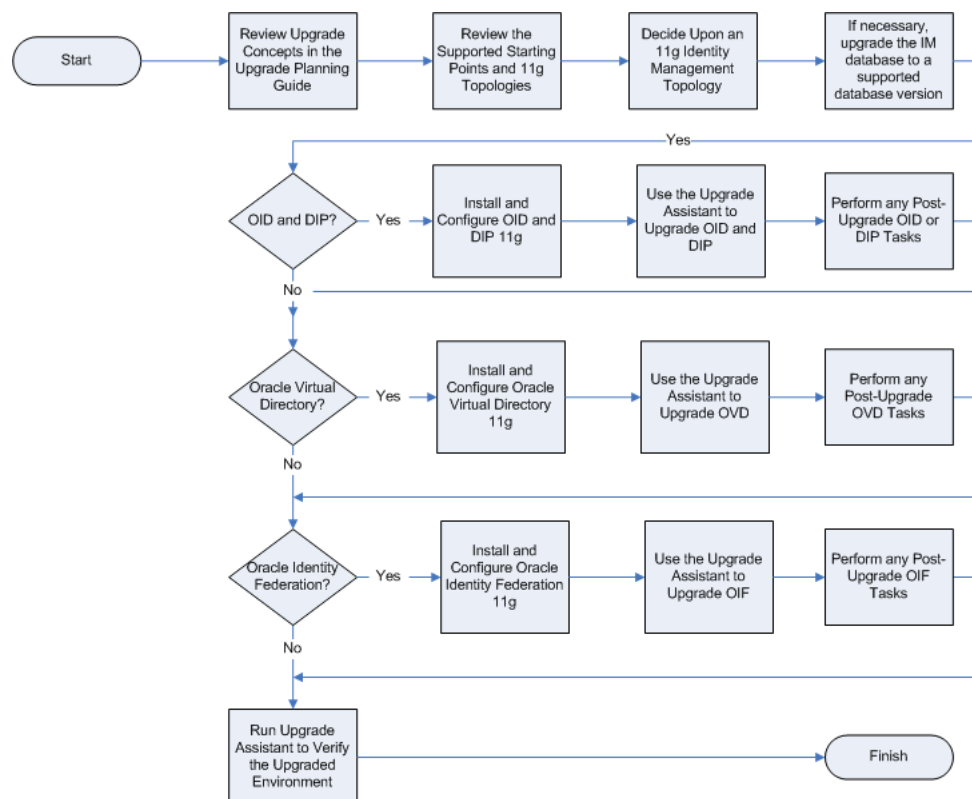 Start
Review Upgrade
Concepts in the
Upgrade Planning
Guide
Review the
Supported Starting
Points and 11g
Topologies
Decide Upon an
11g Identity
Management
Topology
If necessary,
upgrade the IM
database to a
supported
database version
Yes
OID and DIP?
Yes
Install and
Configure OID and
DIP 11g
Use the Upgrade
Assistant to
Upgrade OID and
DIP
Perform any Post-
Upgrade OID or
DIP Tasks
No
Oracle Virtual
Directory?
Yes
Install and
Configure Oracle
Virtual Directory
11g
Use the Upgrade
Assistant to
Upgrade OVD
Perform any
Post-Upgrade
OVD Tasks
No
Oracle Identity
Federation?
Yes
Install and
Configure Oracle
Identity Federation
11g
Use the Upgrade
Assistant to
Upgrade OIF
Perform any Post-
Upgrade OIF
Tasks
No
Run Upgrade
Assistant to Verify
the Upgraded
Environment
Finish